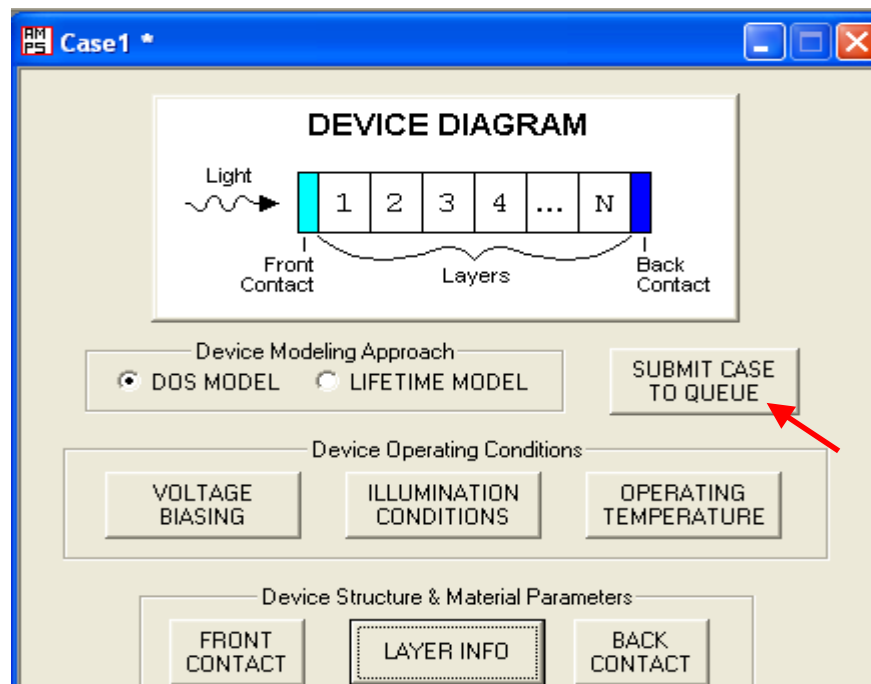 AMPS Case1 *
DEVICE DIAGRAM
Light
1 2 3 4 ... N
Front
Contact
Layers
Back
Contact
Device Modeling Approach
DOS MODEL LIFETIME MODEL
SUBMIT CASE
TO QUEUE
Device Operating Conditions
VOLTAGE
BIASING
ILLUMINATION
CONDITIONS
OPERATING
TEMPERATURE
Device Structure & Material Parameters
FRONT
CONTACT
LAYER INFO
BACK
CONTACT